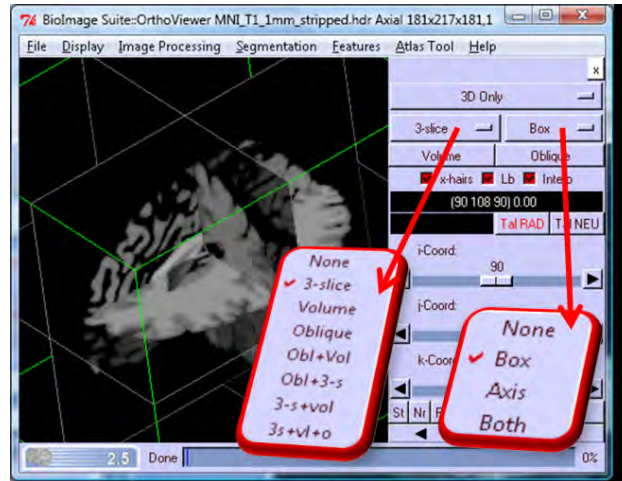 BioImage Suite::OrthoViewer MNI_T1_1mm_stripped.hdr Axial 181x217x181,1
File Display Image Processing Segmentation Features Atlas Tool Help
x
3D Only
3-slice Box
Volume Oblique
x-hairs Lb Interp
(90 108 90) 0.00
Tal RAD Tal NEU
i-Coord:
90
j-Coord:
k-Coord
St Nr
None
3-slice
Volume
Oblique
Obl+Vol
Obl+3-s
3-s+vol
3s+vl+o
None
Box
Axis
Both
2.5 Done 0%